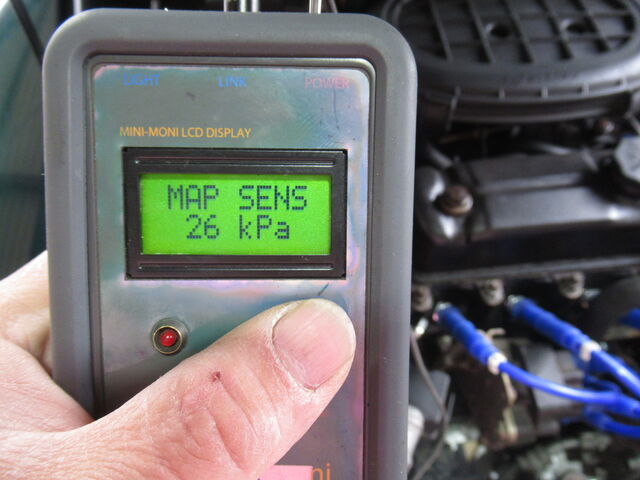 LIGHT LINK POWER
MINI-MONI LCD DISPLAY
MAP SENS
26 kPa